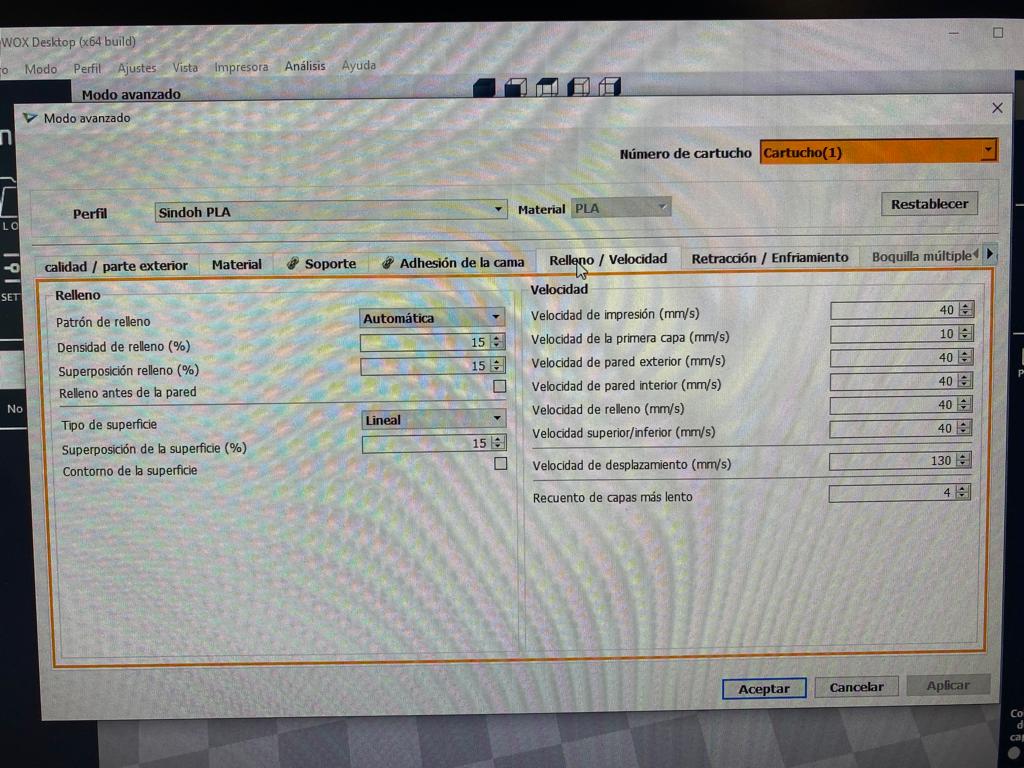 WOX Desktop (x64 build)
Modo Perfil Ajustes Vista Impresora Análisis Ayuda
Modo avanzado
Modo avanzado
Número de cartucho Cartucho(1)
Perfil Sindoh PLA Material PLA Restablecer
calidad / parte exterior Material Soporte Adhesión de la cama Relleno / Velocidad Retracción / Enfriamiento Boquilla múltiple
Relleno
Patrón de relleno Automática
Densidad de relleno (%) 15
Superposición relleno (%) 15
Relleno antes de la pared
Tipo de superficie Lineal
Superposición de la superficie (%) 15
Contorno de la superficie
Velocidad
Velocidad de impresión (mm/s) 40
Velocidad de la primera capa (mm/s) 10
Velocidad de pared exterior (mm/s) 40
Velocidad de pared interior (mm/s) 40
Velocidad de relleno (mm/s) 40
Velocidad superior/inferior (mm/s) 40
Velocidad de desplazamiento (mm/s) 130
Recuento de capas más lento 4
Aceptar Cancelar Aplicar
LO
SET
No
P
Co
d
cap